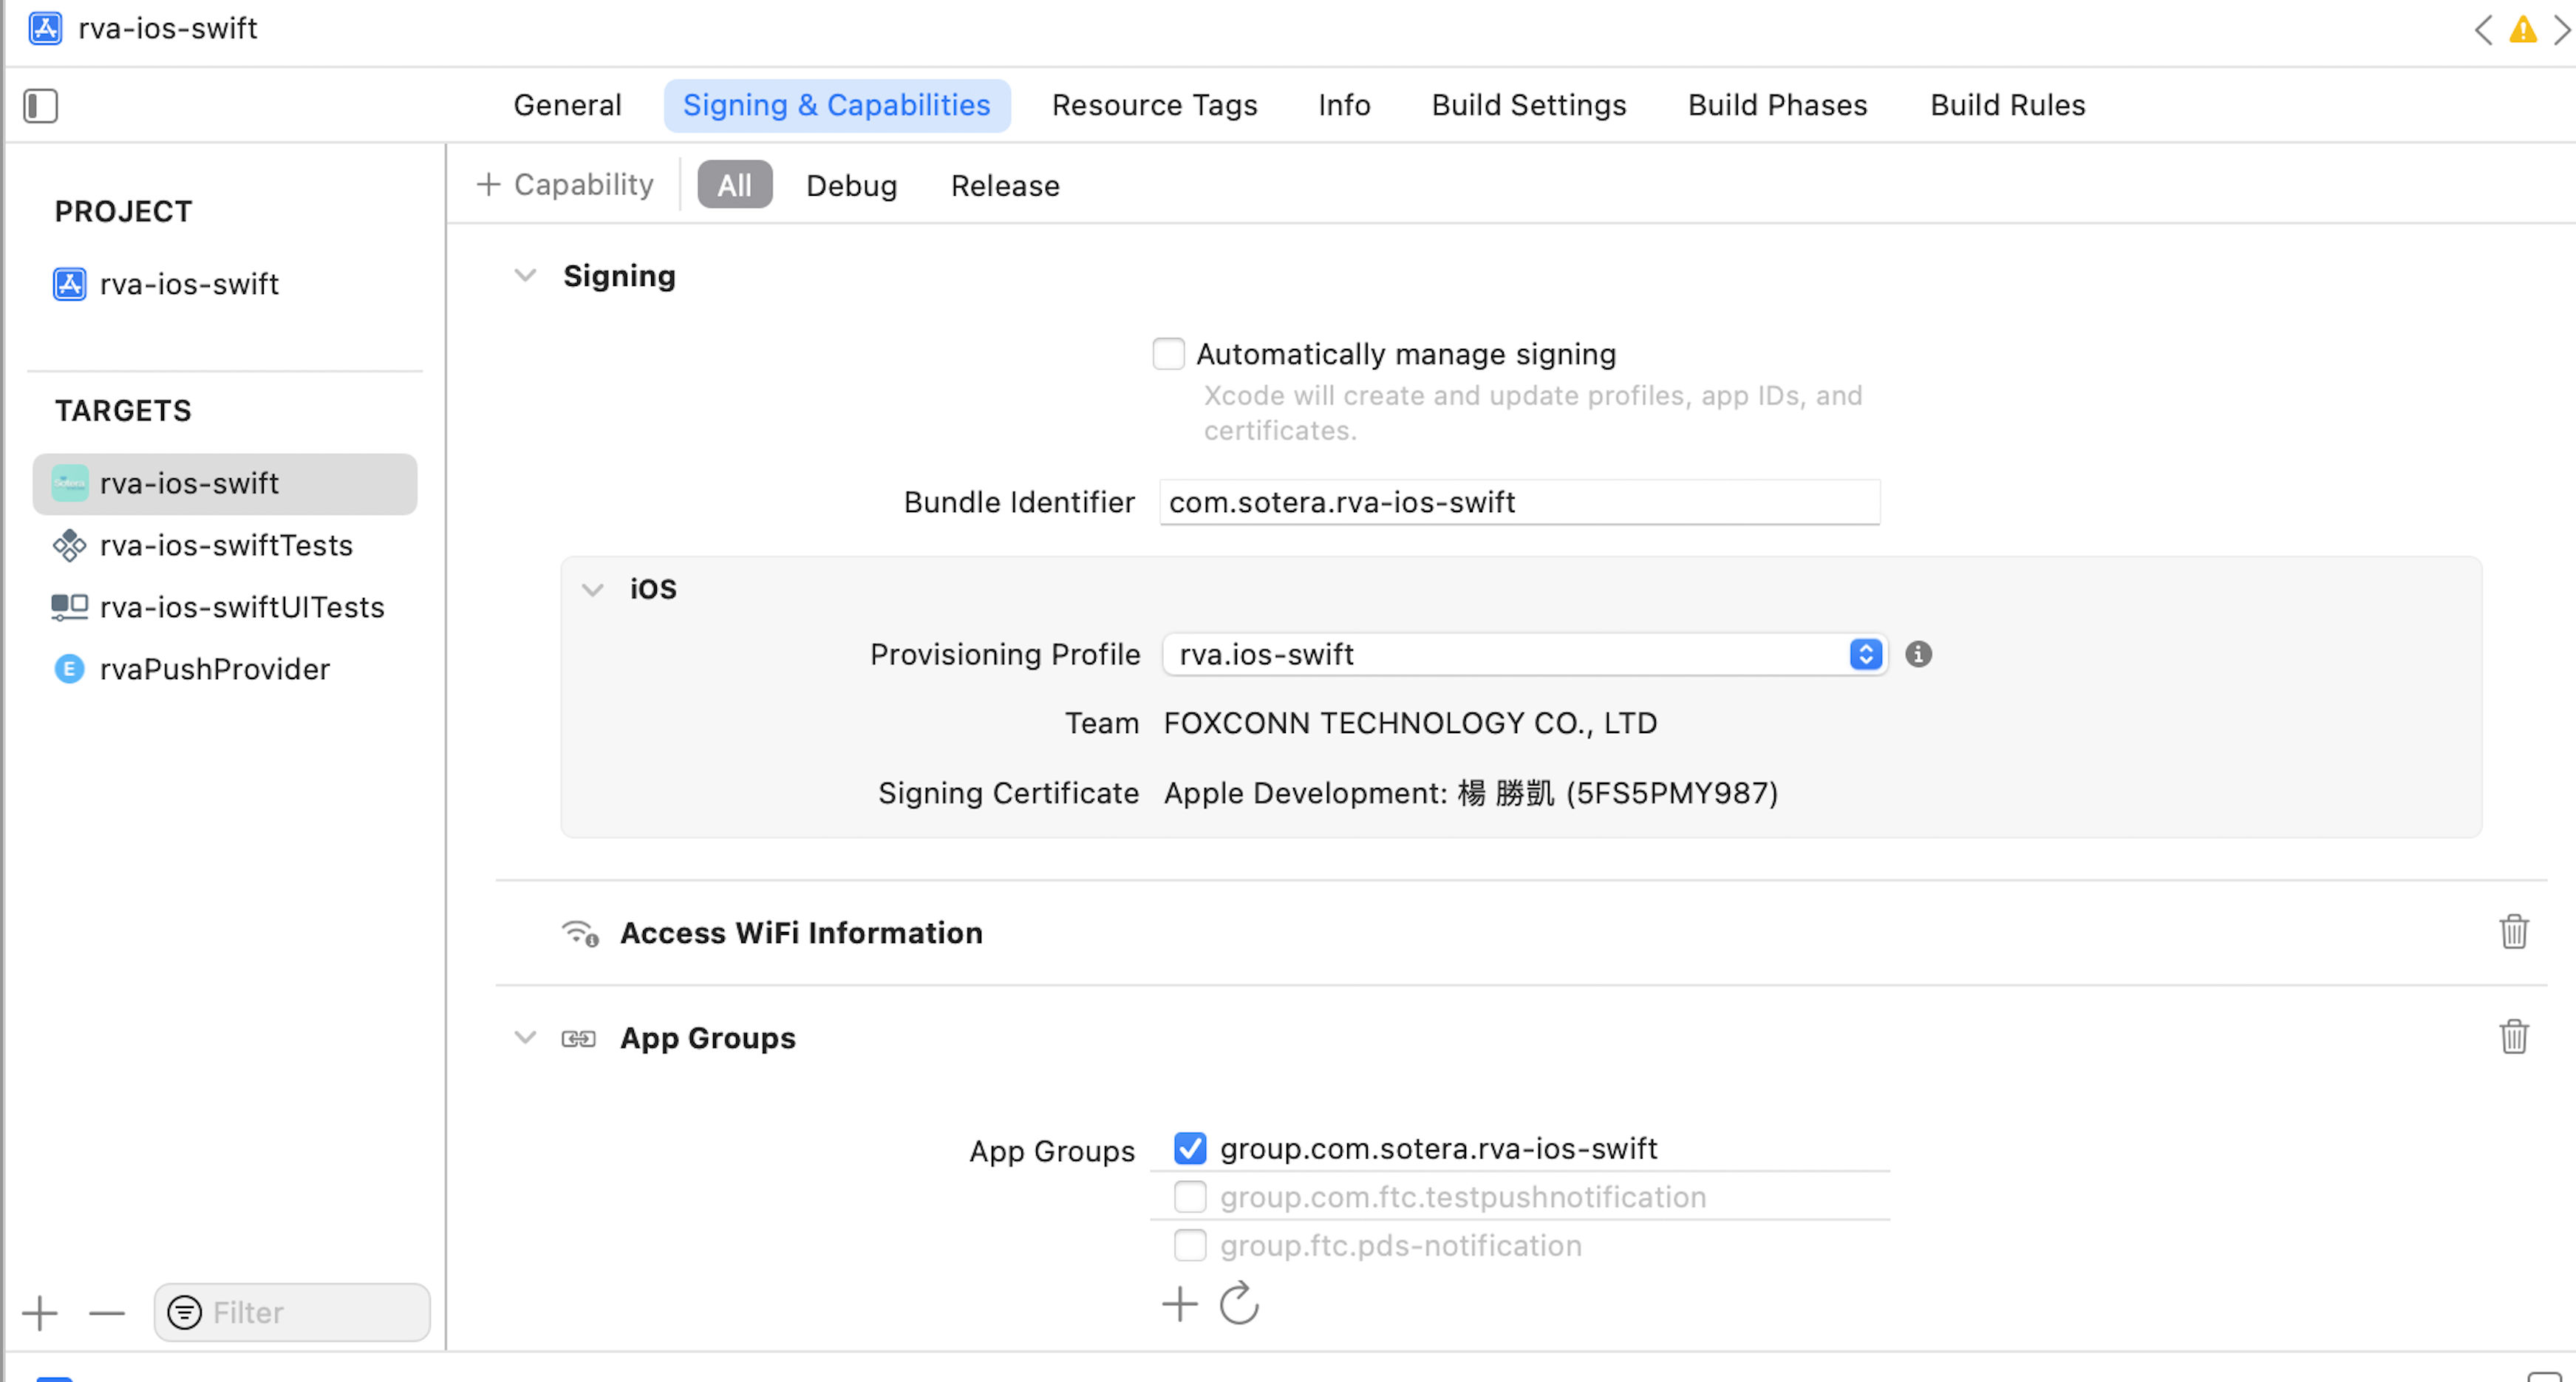 rva-ios-swift
General Signing & Capabilities Resource Tags Info Build Settings Build Phases Build Rules
+ Capability All Debug Release
PROJECT
rva-ios-swift
TARGETS
rva-ios-swift
rva-ios-swiftTests
rva-ios-swiftUITests
E rvaPushProvider
Filter
Signing
Automatically manage signing
Xcode will create and update profiles, app IDs, and
certificates.
Bundle Identifier com.sotera.rva-ios-swift
iOS
Provisioning Profile rva.ios-swift
Team FOXCONN TECHNOLOGY CO., LTD
Signing Certificate Apple Development: 楊 勝凱 (5FS5PMY987)
Access WiFi Information
App Groups
App Groups group.com.sotera.rva-ios-swift
group.com.ftc.testpushnotification
group.ftc.pds-notification